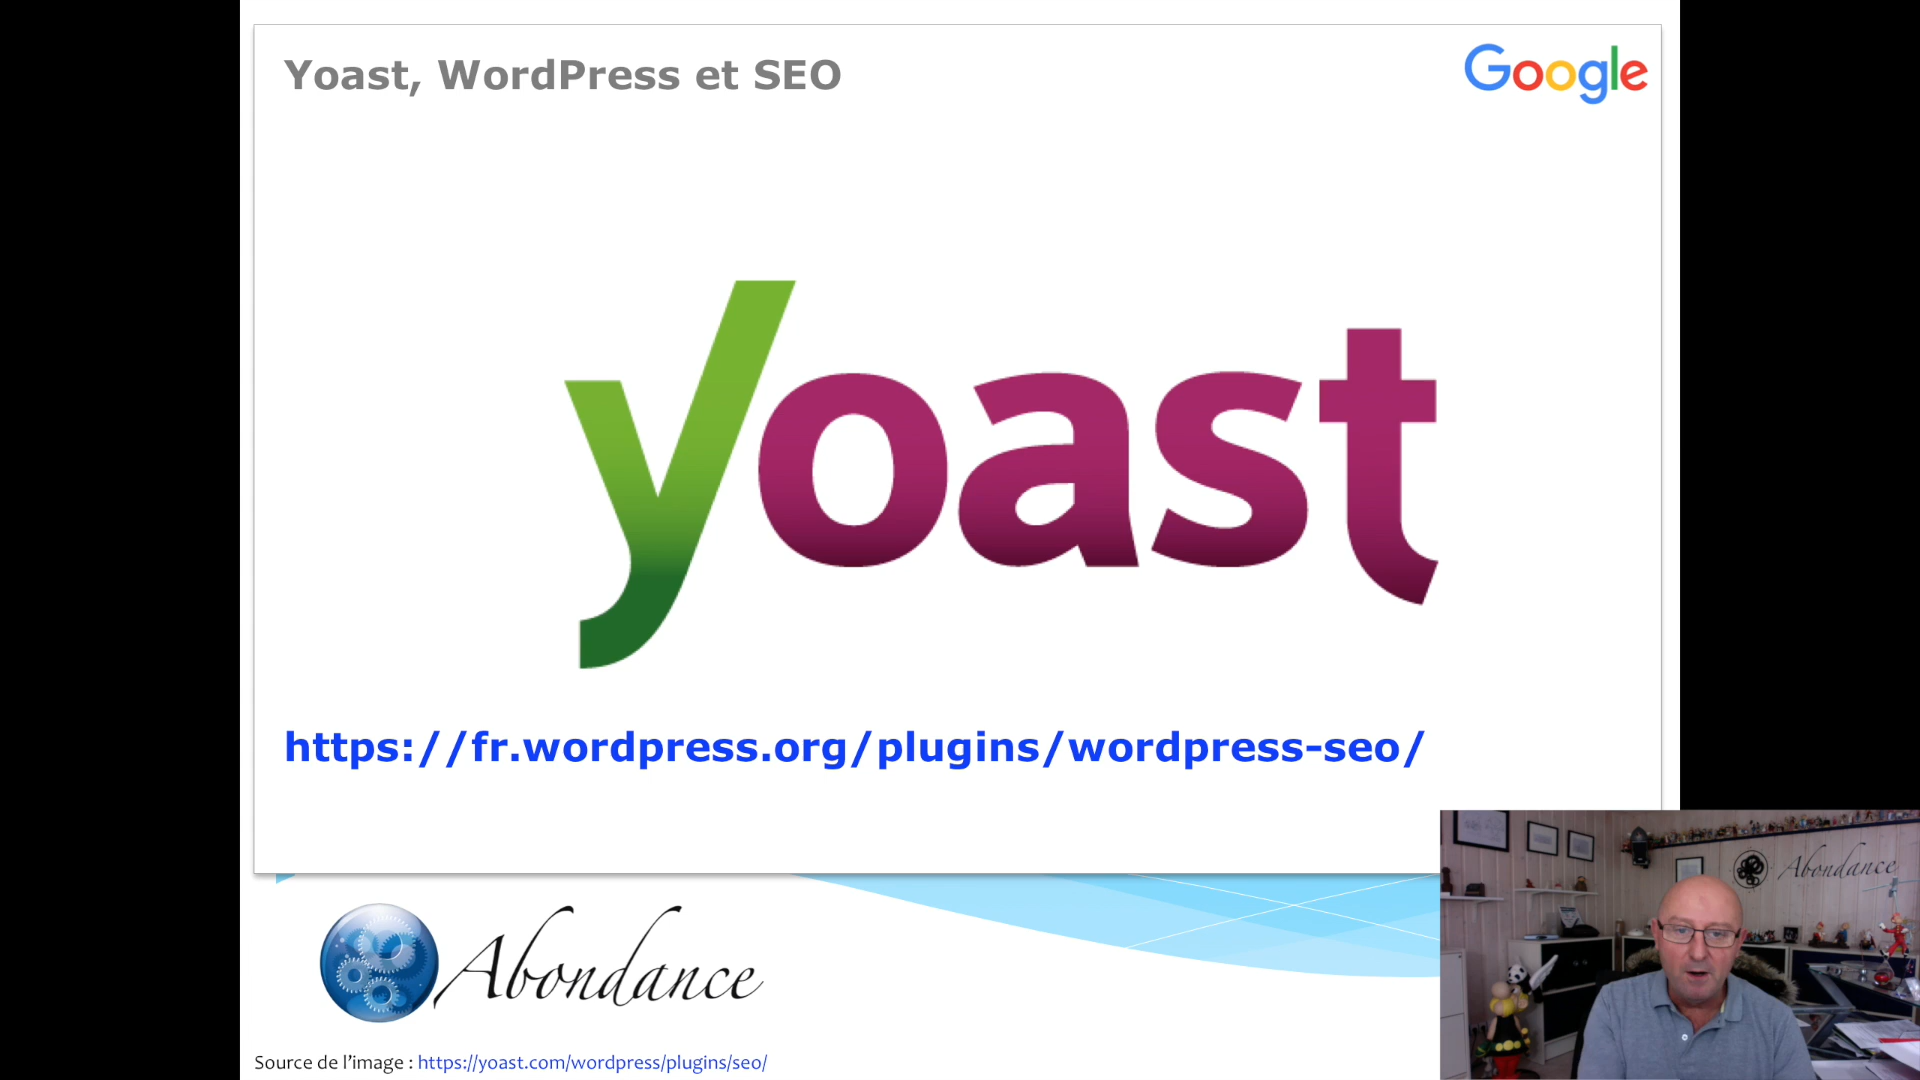 Yoast, WordPress et SEO
Google
yoast
https://fr.wordpress.org/plugins/wordpress-seo/
Abondance
Abondance
Source de l’image : https://yoast.com/wordpress/plugins/seo/